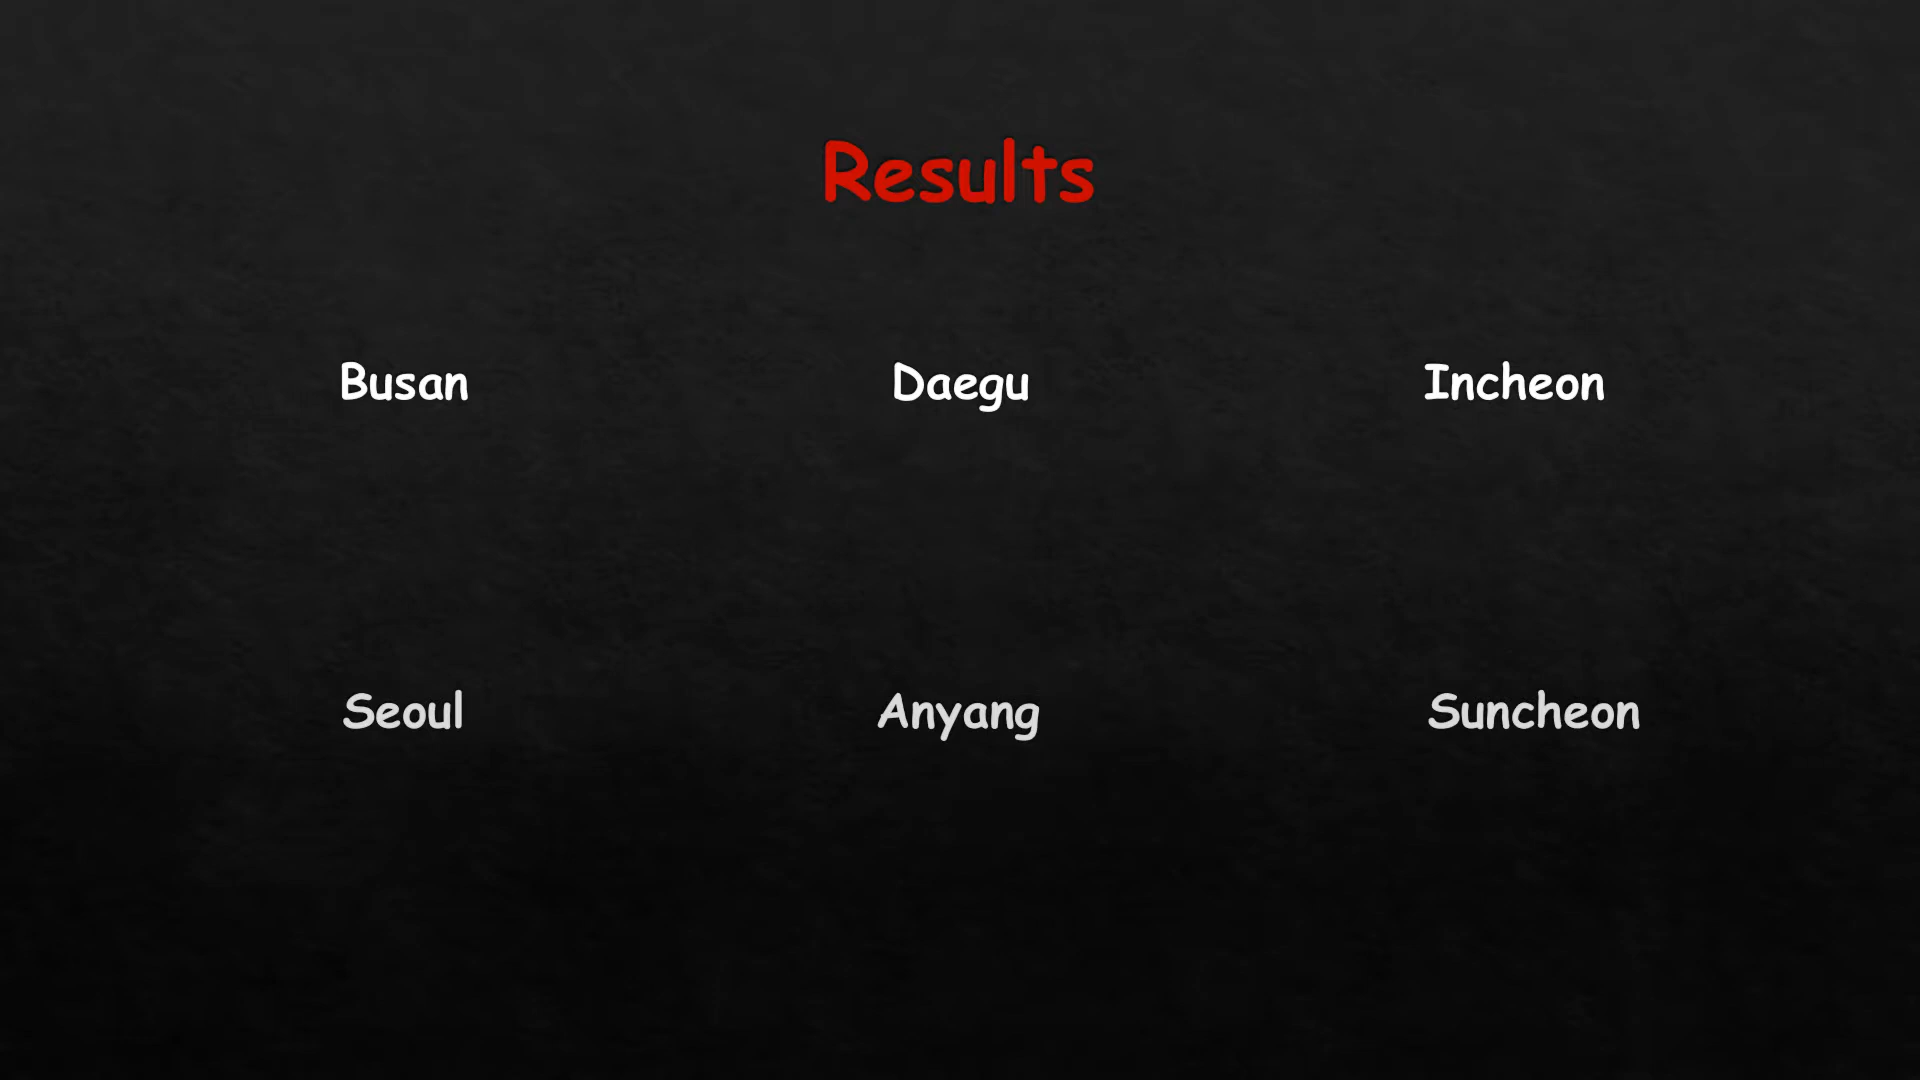 Results
Busan
Daegu
Incheon
Seoul
Anyang
Suncheon